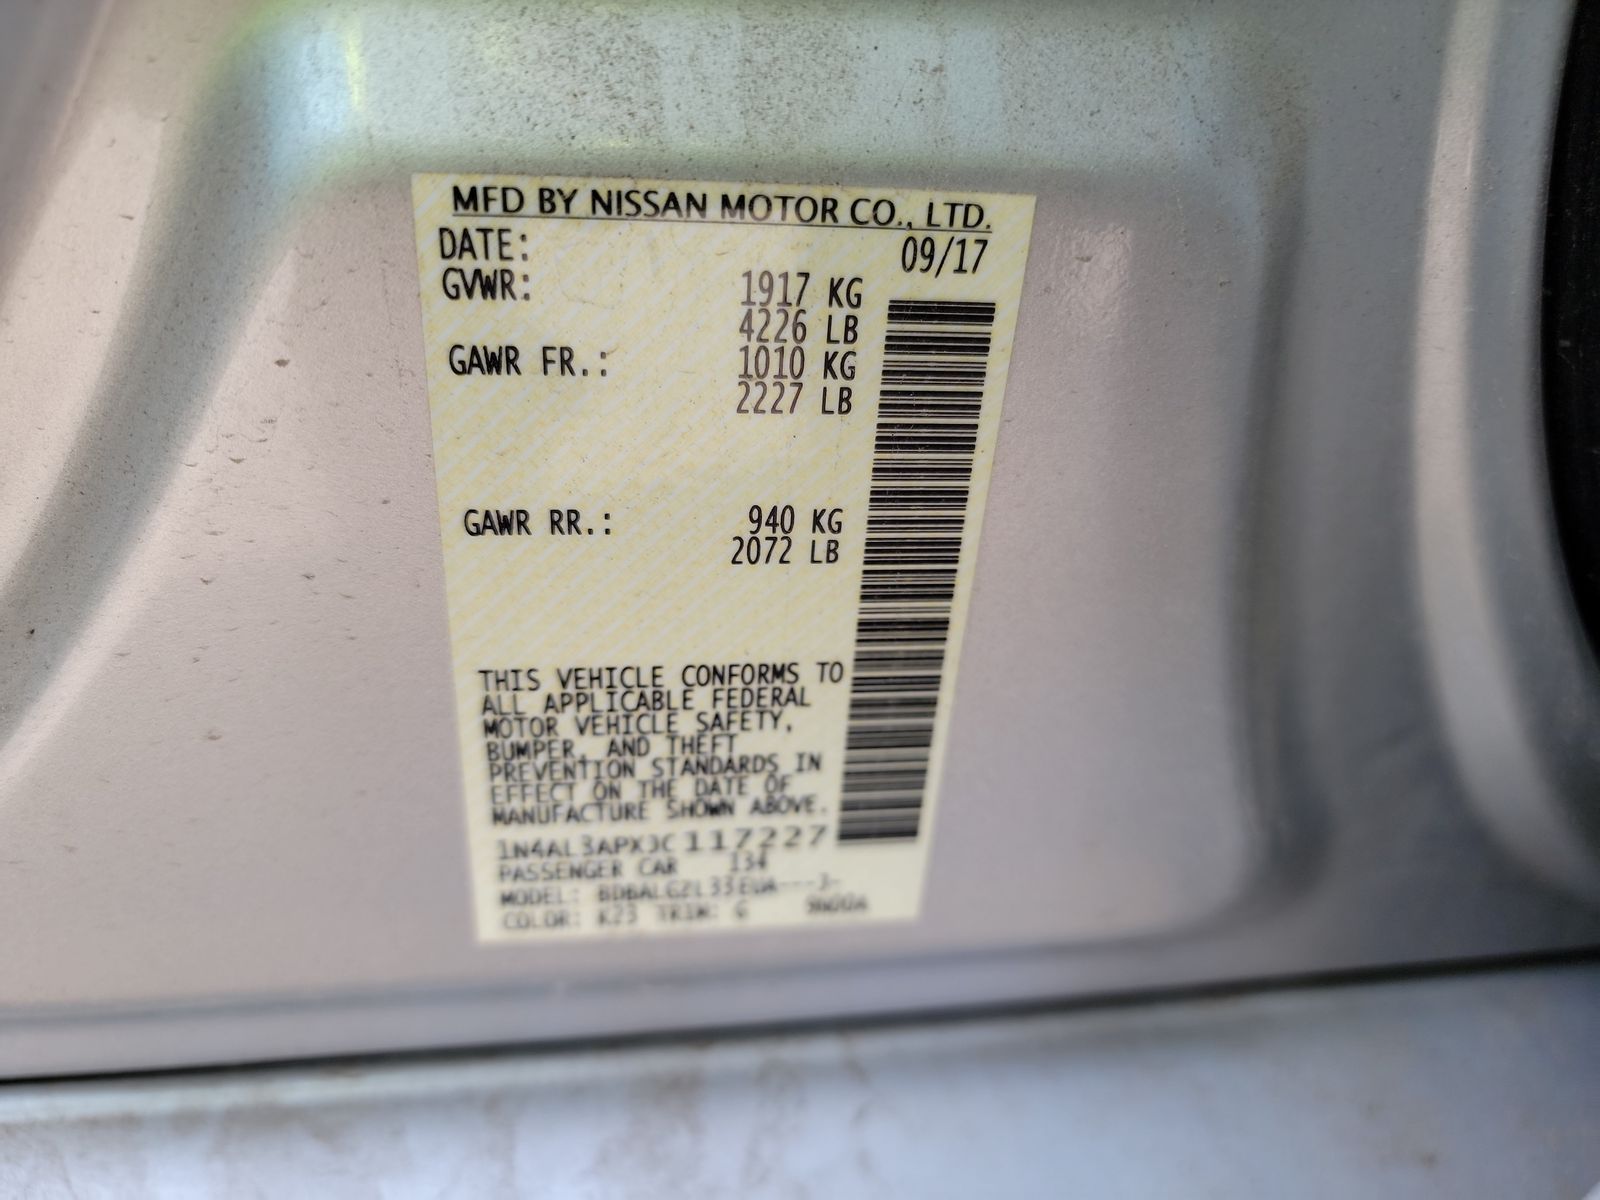 MFD BY NISSAN MOTOR CO., LTD.
DATE: 09/17
GVWR: 1917 KG
4226 LB
GAWR FR.: 1010 KG
2227 LB
GAWR RR.: 940 KG
2072 LB
THIS VEHICLE CONFORMS TO
ALL APPLICABLE FEDERAL
MOTOR VEHICLE SAFETY,
BUMPER, AND THEFT
PREVENTION STANDARDS IN
EFFECT ON THE DATE OF
MANUFACTURE SHOWN ABOVE.
1N4AL3APXJC117227
PASSENGER CAR 134
MODEL:
COLOR: K23 TRIM: G